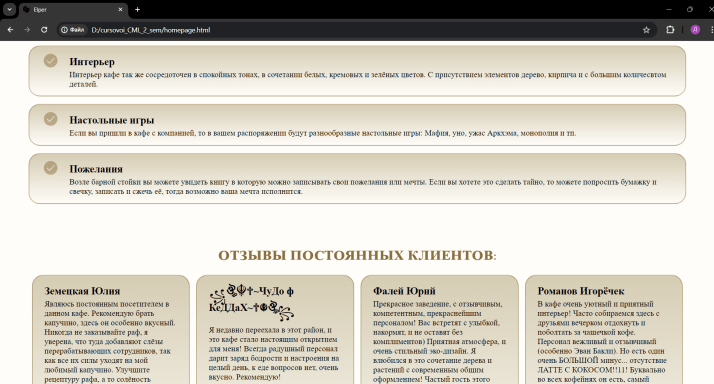 Elper
Файл D:/cursovoi_CML_2_sem/homepage.html
Л
Интерьер
Интерьер кафе так же сосредоточен в спокойных тонах, в сочетании белых, кремовых и зелёных цветов. С присутствием элементов дерево, кирпича и с большим количесвтом
деталей.
Настольные игры
Если вы пришли в кафе с компанией, то в вашем распоряжении будут разнообразные настольные игры: Мафия, уно, ужас Аркхэма, монополия и тп.
Пожелания
Возле барной стойки вы можете увидеть книгу в которую можно записывать свои пожелания или мечты. Если вы хотете это сделать тайно, то можете попросить бумажку и
свечку, записать и сжечь её, тогда возможно ваша мечта исполнится.
ОТЗЫВЫ ПОСТОЯННЫХ КЛИЕНТОВ:
Земецкая Юлия
Являюсь постоянным посетителем в
данном кафе. Рекомендую брать
капучино, здесь он особенно вкусный.
Никогда не заказывайте раф, я
уверена, что туда добавляют слёзы
перерабатывающих сотрудников, так
как все их силы уходят на мой
любимый капучино. Улучшите
рецептуру рафа, а то солёность
~ЧуДо ф
КеДДаХ~
Я недавно переехала в этот район, и
это кафе стало настоящим открытием
для меня! Всегда радушный персонал
дарит заряд бодрости и настроения на
целый день, к еде вопросов нет, очень
вкусно. Рекомендую!
Фалей Юрий
Прекрасное заведение, с отзывчивым,
компетентным, прекраснейшим
персоналом! Вас встретят с улыбкой,
накормят, и не оставят без
комплиментов) Приятная атмосфера, и
очень стильный эко-дизайн. Я
влюбился в это сочетание дерева и
растений с современным общим
оформлением! Частый гость этого
Романов Игорёчек
В кафе очень уютный и приятный
интерьер! Часто собираемся здесь с
друзьями вечерком отдохнуть и
поболтать за чашечкой кофе.
Персонал вежливый и отзывчивый
(особенно Эван Бакли). Но есть один
очень БОЛЬШОЙ минус... отсутствие
ЛАТТЕ С КОКОСОМ!!11! Буквально
во всех кофейнях он есть, самый